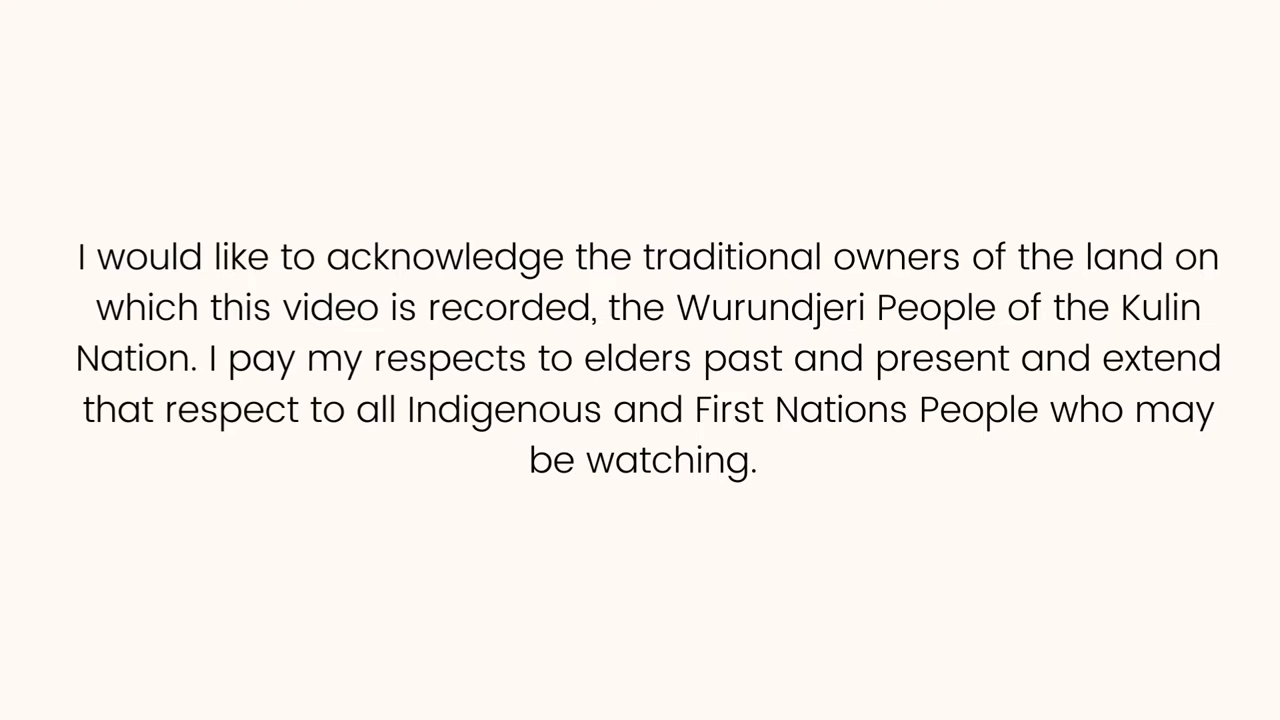 I would like to acknowledge the traditional owners of the land on
which this video is recorded, the Wurundjeri People of the Kulin
Nation. I pay my respects to elders past and present and extend
that respect to all Indigenous and First Nations People who may
be watching.